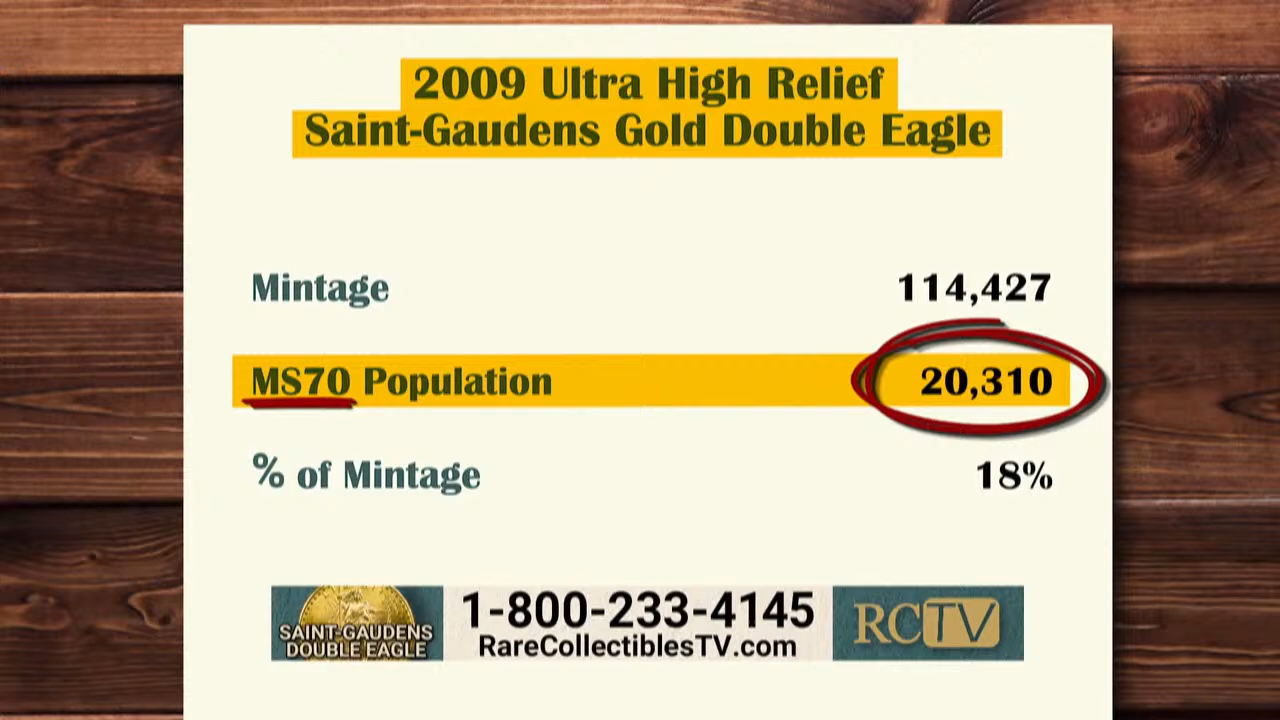 2009 Ultra High Relief
Saint-Gaudens Gold Double Eagle
Mintage 114,427
MS70 Population 20,310
% of Mintage 18%
SAINT-GAUDENS
DOUBLE EAGLE
1-800-233-4145
RareCollectiblesTV.com
RCTV